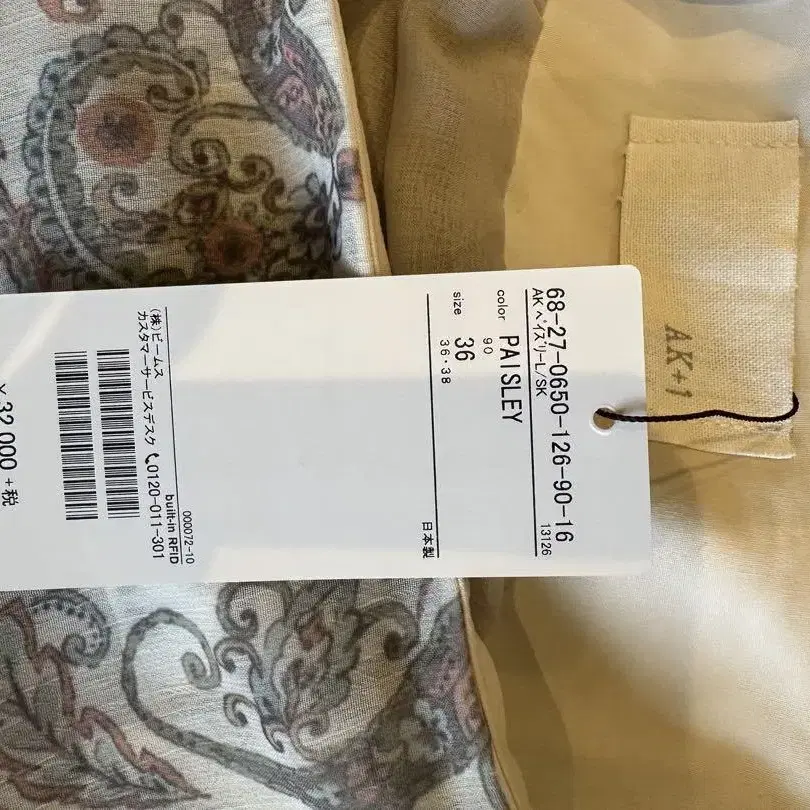 68-27-0650-126-90-16
AK ペイズリーL/SK
13126
color PAISLEY
90
size 36
36・38
日本製
000072-10
built-in RFID
(株)ビームス
カスタマーサービスデスク 0120-011-301
¥32,000 +税
AK+1